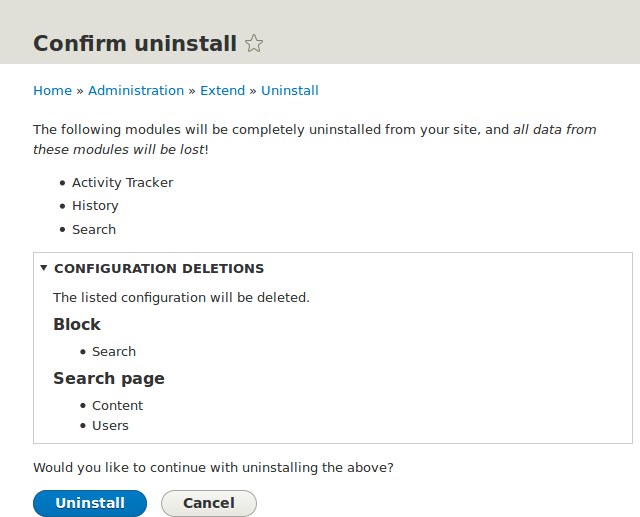 Confirm uninstall
Home » Administration » Extend » Uninstall
The following modules will be completely uninstalled from your site, and all data from
these modules will be lost!
• Activity Tracker
• History
• Search
CONFIGURATION DELETIONS
The listed configuration will be deleted.
Block
• Search
Search page
• Content
• Users
Would you like to continue with uninstalling the above?
Uninstall Cancel